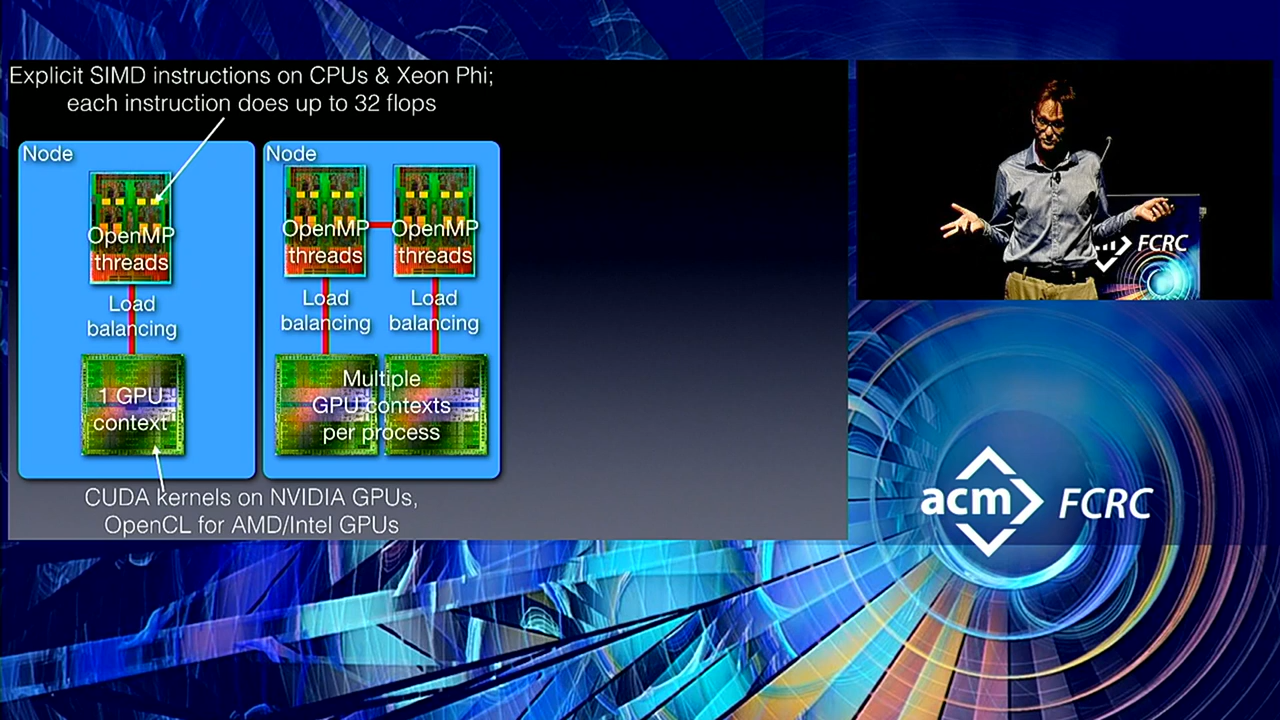 Explicit SIMD instructions on CPUs & Xeon Phi;
each instruction does up to 32 flops
Node
OpenMP
threads
Load
balancing
1 GPU
context
Node
OpenMP
threads
OpenMP
threads
Load
balancing
Load
balancing
Multiple
GPU contexts
per process
CUDA kernels on NVIDIA GPUs,
OpenCL for AMD/Intel GPUs
FCRC
acm FCRC